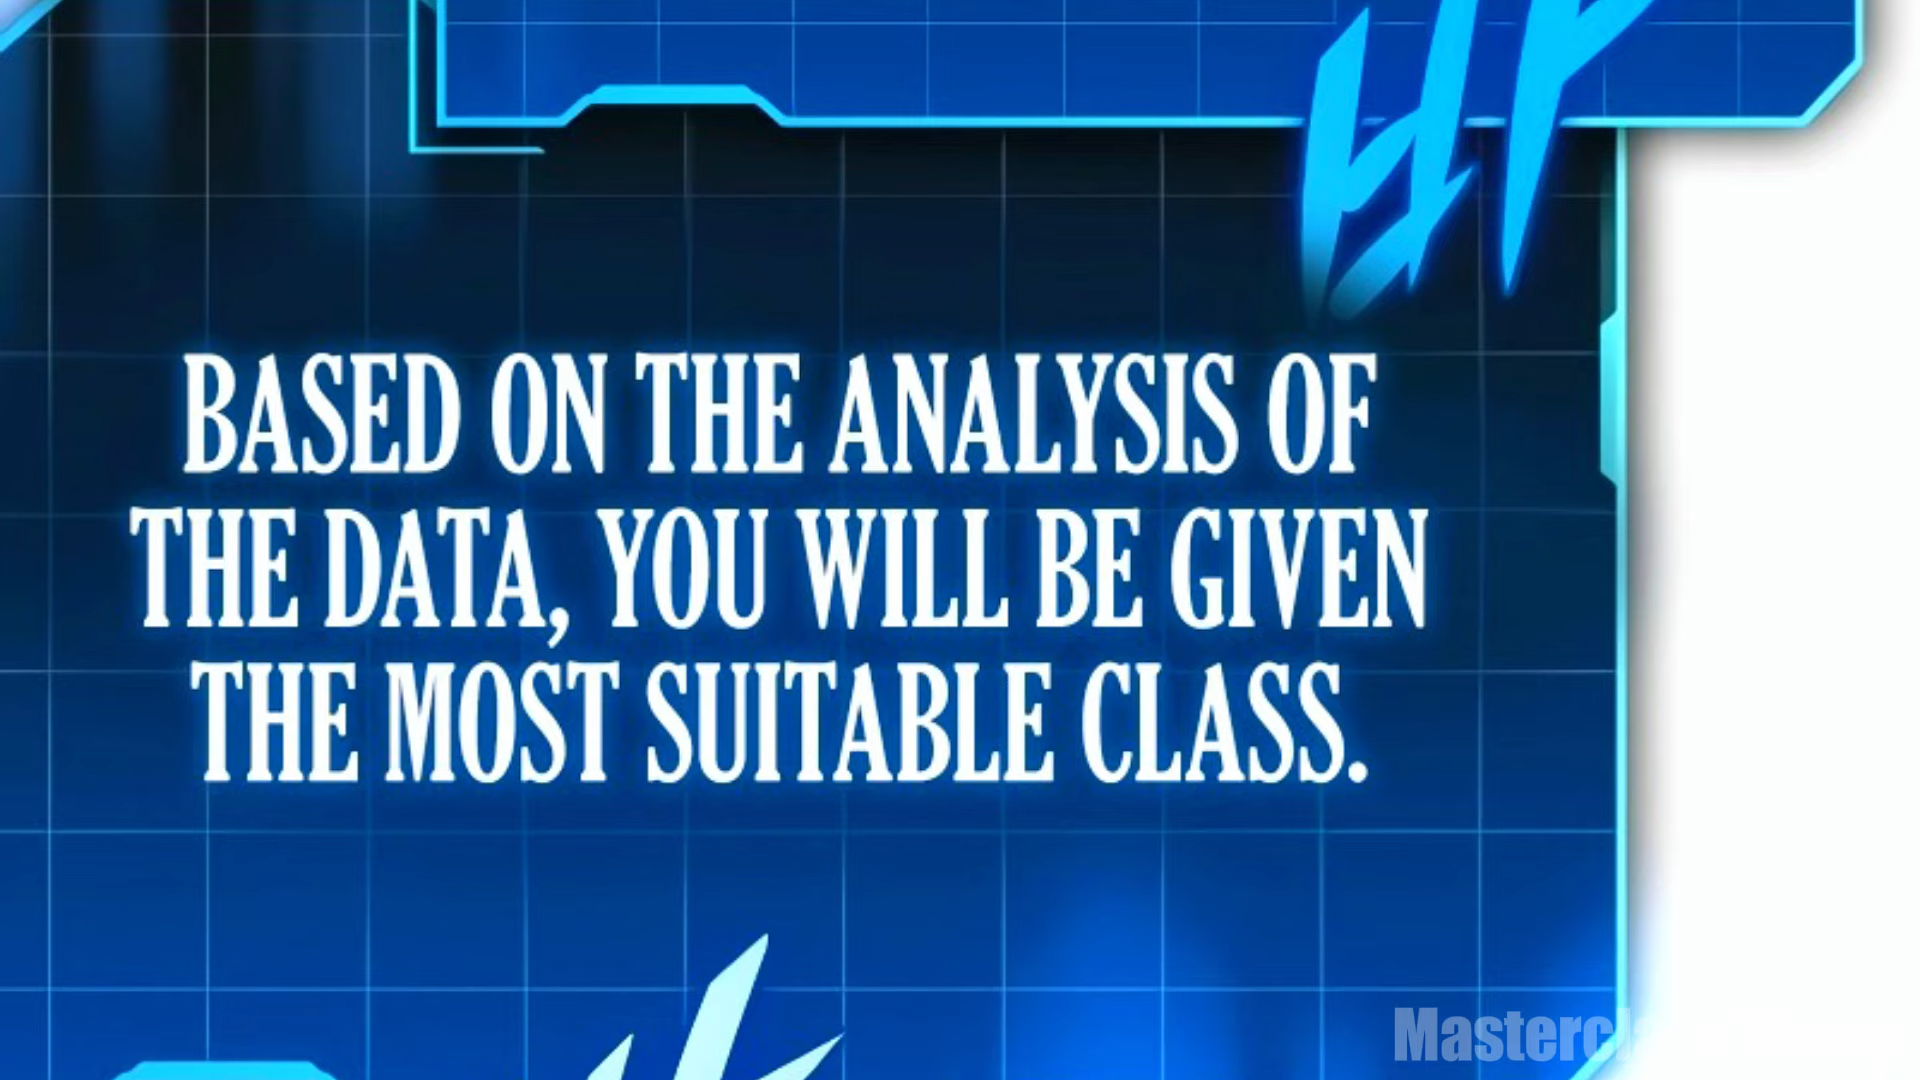 BASED ON THE ANALYSIS OF
THE DATA, YOU WILL BE GIVEN
THE MOST SUITABLE CLASS.